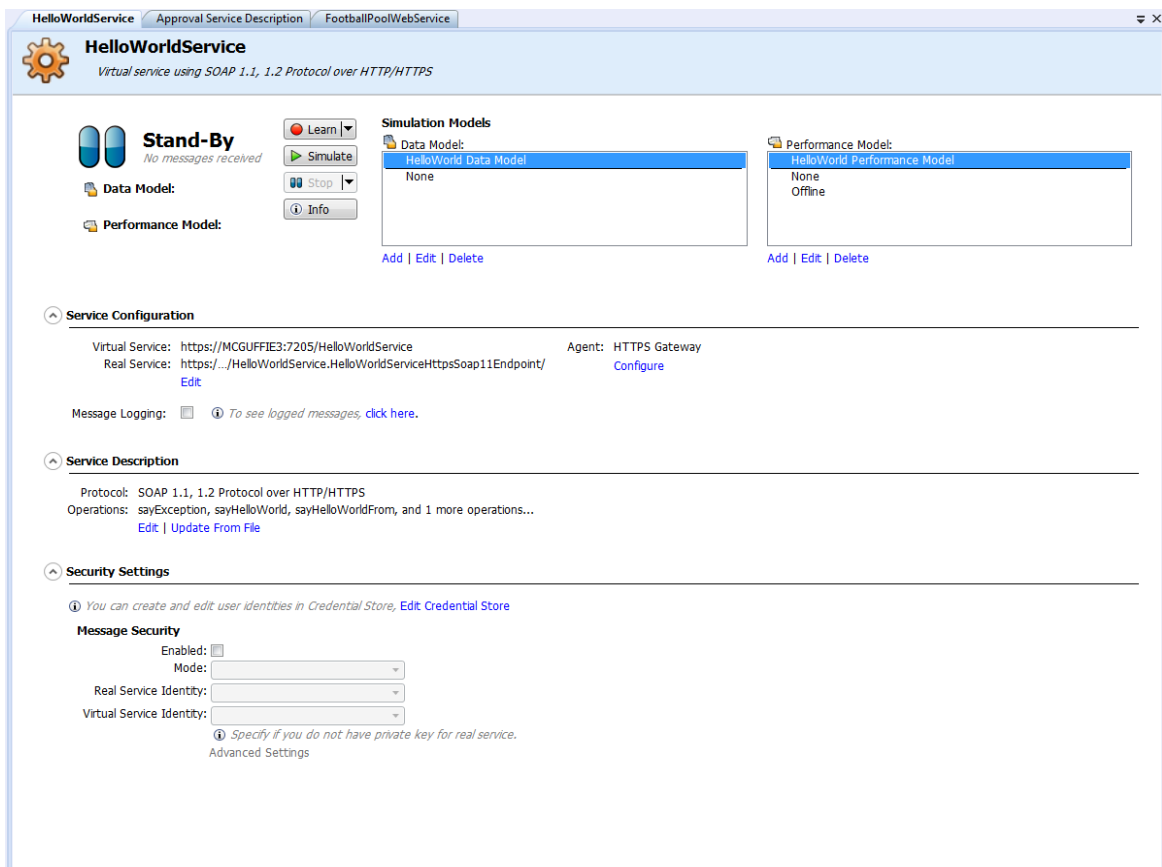 HelloWorldService
Approval Service Description
FootballPoolWebService
HelloWorldService
Virtual service using SOAP 1.1, 1.2 Protocol over HTTP/HTTPS
Stand-By
No messages received
Data Model:
Performance Model:
Learn
Simulate
Stop
Info
Simulation Models
Data Model:
HelloWorld Data Model
None
Add | Edit | Delete
Performance Model:
HelloWorld Performance Model
None
Offline
Add | Edit | Delete
Service Configuration
Virtual Service: https://MCGUFFIE3:7205/HelloWorldService
Real Service: https:/.../HelloWorldService.HelloWorldServiceHttpsSoap11Endpoint/
Edit
Agent: HTTPS Gateway
Configure
Message Logging: To see logged messages, click here.
Service Description
Protocol: SOAP 1.1, 1.2 Protocol over HTTP/HTTPS
Operations: sayException, sayHelloWorld, sayHelloWorldFrom, and 1 more operations...
Edit | Update From File
Security Settings
You can create and edit user identities in Credential Store, Edit Credential Store
Message Security
Enabled:
Mode:
Real Service Identity:
Virtual Service Identity:
Specify if you do not have private key for real service.
Advanced Settings